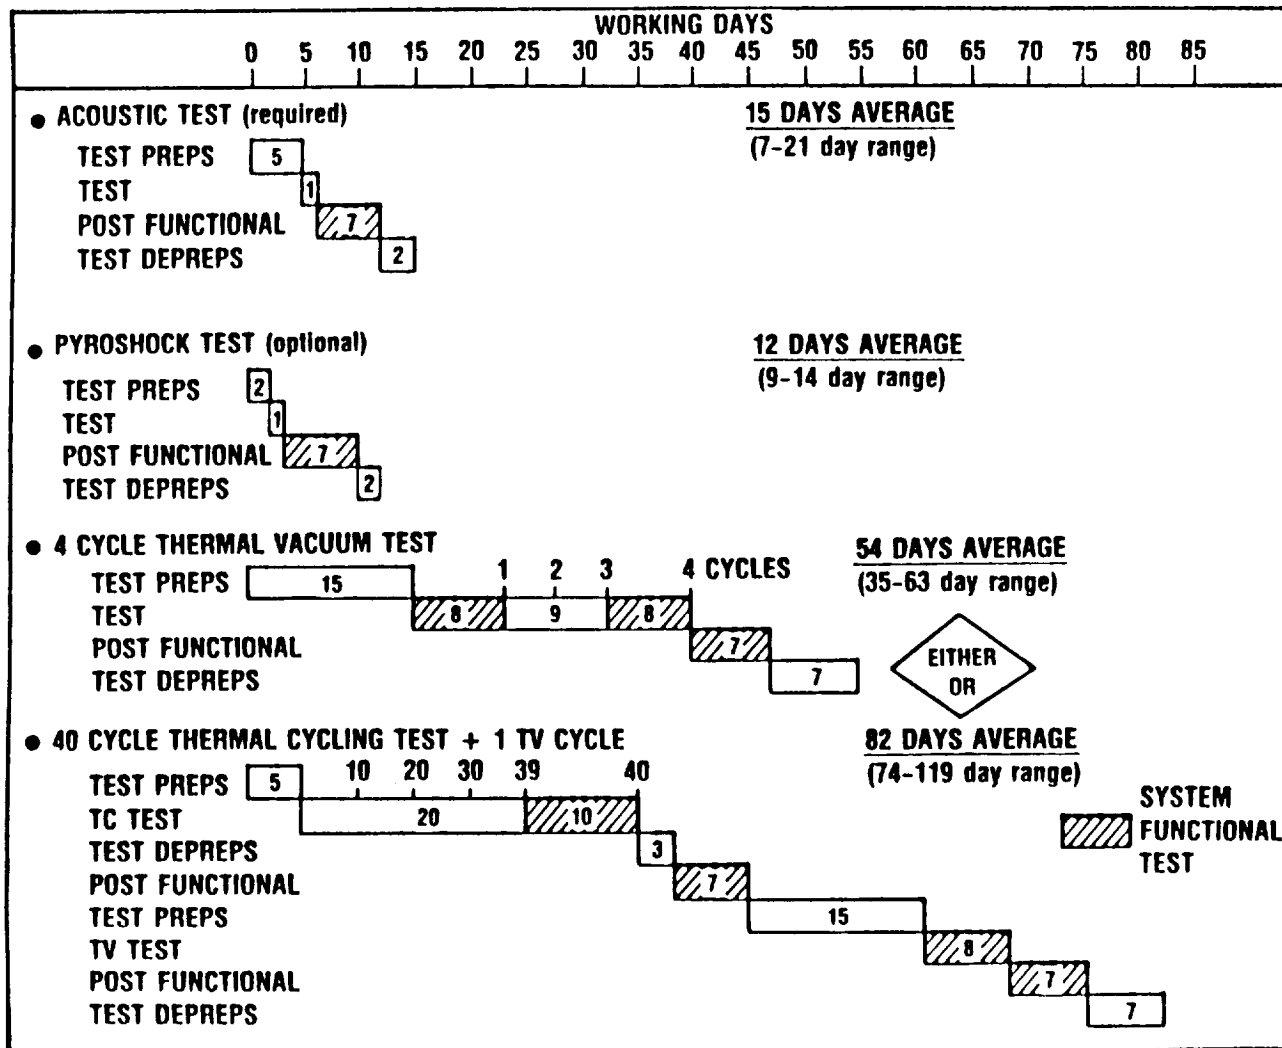 WORKING DAYS
0 5 10 15 20 25 30 35 40 45 50 55 60 65 70 75 80 85
● ACOUSTIC TEST (required)
15 DAYS AVERAGE
(7-21 day range)
TEST PREPS 5
TEST 1
POST FUNCTIONAL 7
TEST DEPREPS 2
● PYROSHOCK TEST (optional)
12 DAYS AVERAGE
(9-14 day range)
TEST PREPS 2
TEST 1
POST FUNCTIONAL 7
TEST DEPREPS 2
● 4 CYCLE THERMAL VACUUM TEST
54 DAYS AVERAGE
(35-63 day range)
1 2 3 4 CYCLES
TEST PREPS 15
TEST 8 9 8
POST FUNCTIONAL 7
TEST DEPREPS 7
EITHER
OR
● 40 CYCLE THERMAL CYCLING TEST + 1 TV CYCLE
82 DAYS AVERAGE
(74-119 day range)
10 20 30 39 40
TEST PREPS 5
TC TEST 20 10
TEST DEPREPS 3
POST FUNCTIONAL 7
TEST PREPS 15
TV TEST 8
POST FUNCTIONAL 7
TEST DEPREPS 7
SYSTEM
FUNCTIONAL
TEST